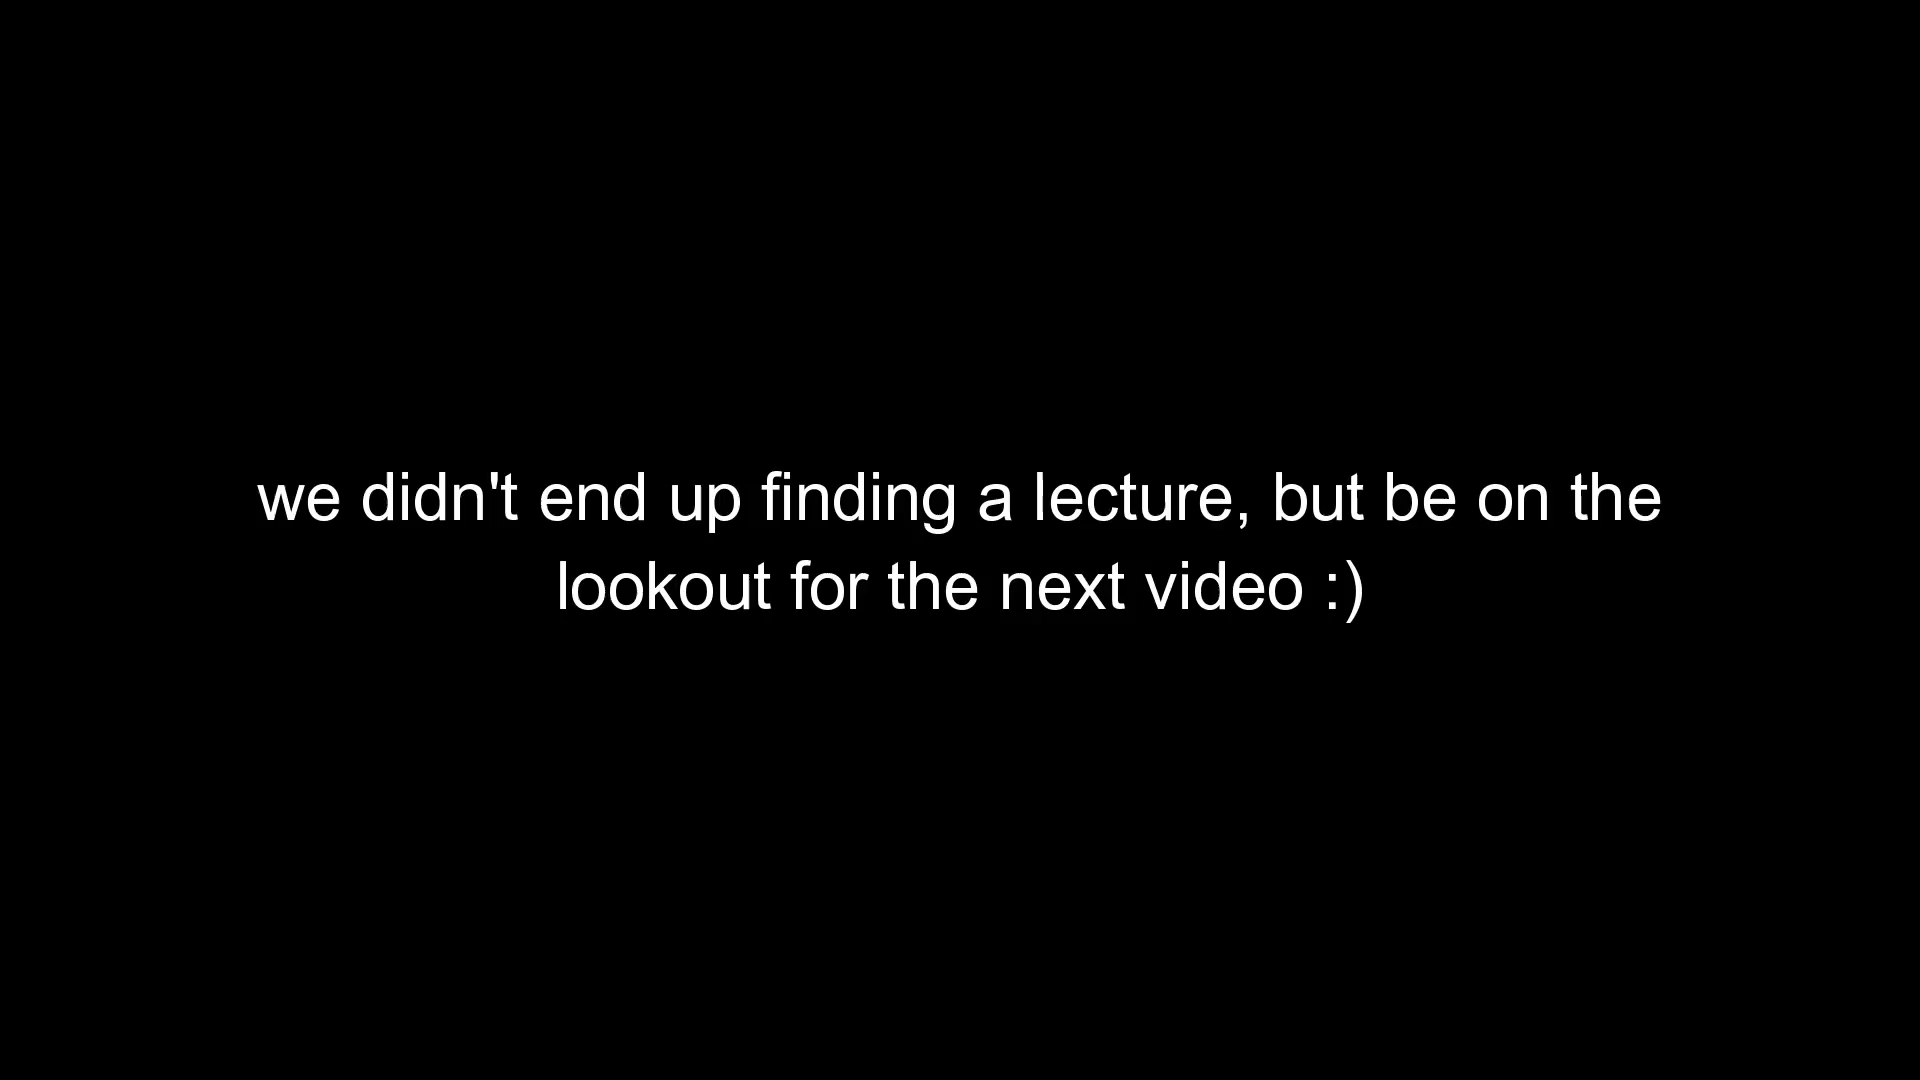 we didn't end up finding a lecture, but be on the
lookout for the next video :)